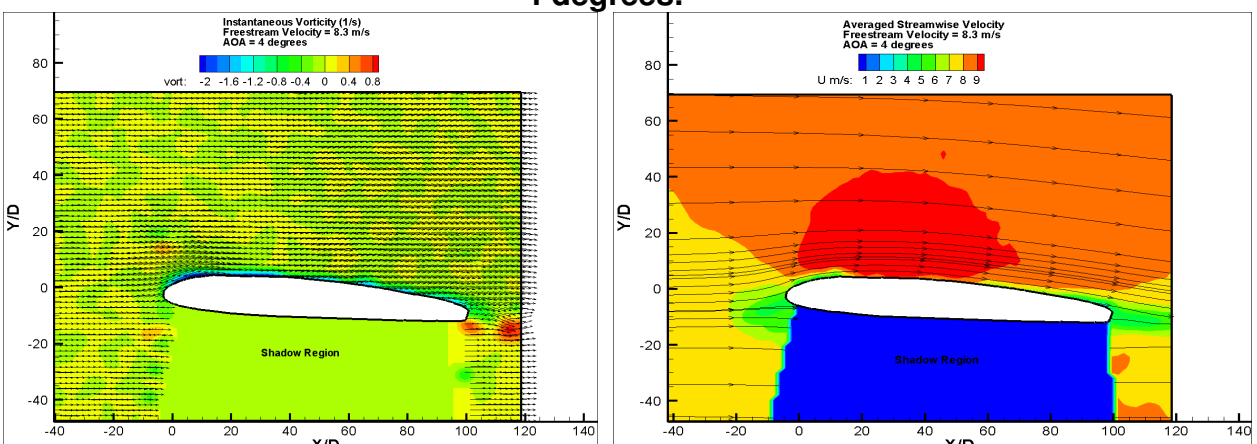 4 degrees.
Instantaneous Vorticity (1/s)
Freestream Velocity = 8.3 m/s
AOA = 4 degrees
vort: -2 -1.6 -1.2 -0.8 -0.4 0 0.4 0.8
80
60
40
20
0
-20
-40
Y/D
Shadow Region
-40 -20 0 20 40 60 80 100 120 140
X/D
Averaged Streamwise Velocity
Freestream Velocity = 8.3 m/s
AOA = 4 degrees
U m/s: 1 2 3 4 5 6 7 8 9
80
60
40
20
0
-20
-40
Y/D
Shadow Region
-40 -20 0 20 40 60 80 100 120 140
X/D